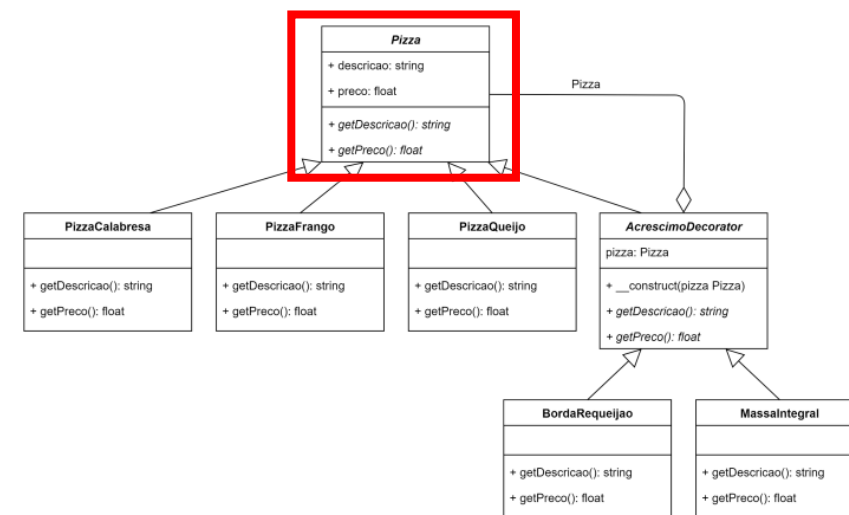 Pizza
+ descricao: string
+ preco: float
+ getDescricao(): string
+ getPreco(): float
Pizza
PizzaCalabresa
+ getDescricao(): string
+ getPreco(): float
PizzaFrango
+ getDescricao(): string
+ getPreco(): float
PizzaQueijo
+ getDescricao(): string
+ getPreco(): float
AcrescimoDecorator
pizza: Pizza
+ __construct(pizza Pizza)
+ getDescricao(): string
+ getPreco(): float
BordaRequeijao
+ getDescricao(): string
+ getPreco(): float
MassaIntegral
+ getDescricao(): string
+ getPreco(): float